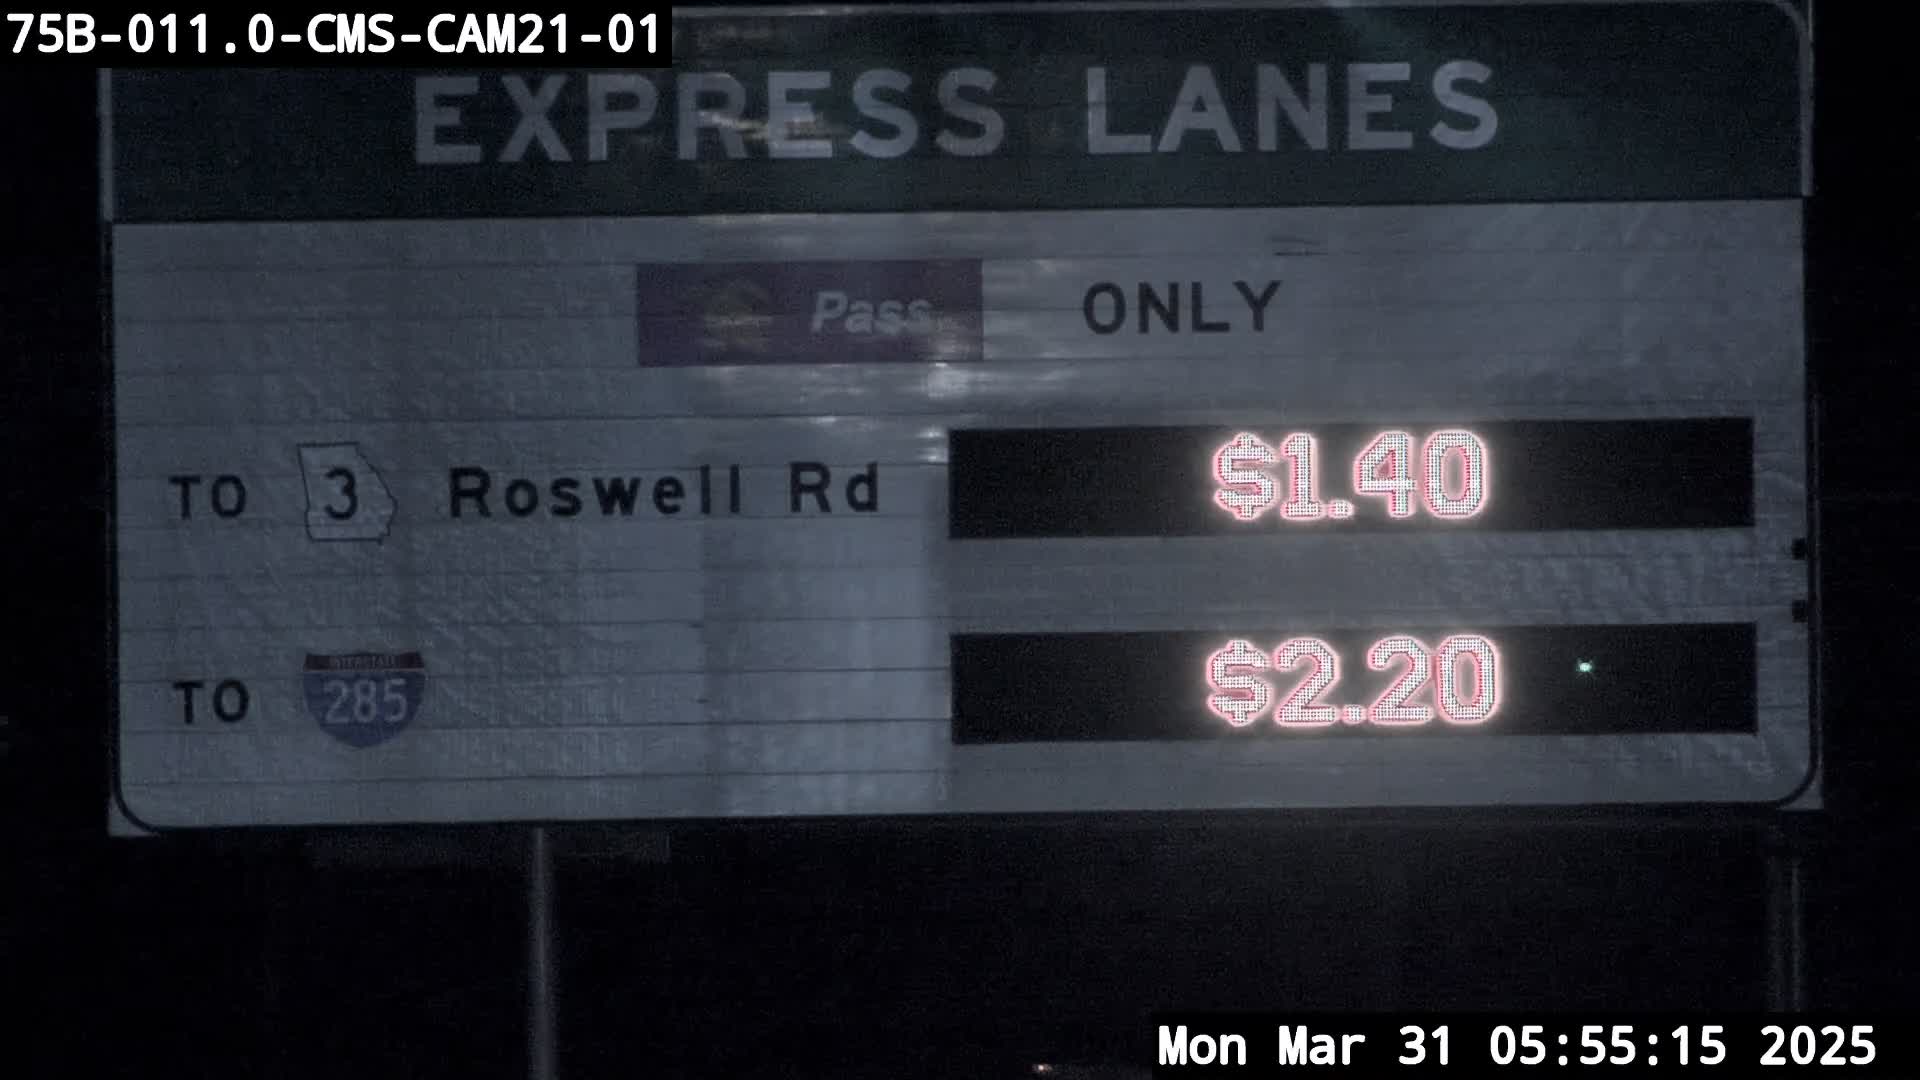 75B-011.0-CMS-CAM21-01
EXPRESS LANES
Pass ONLY
TO 3 Roswell Rd $1.40
INTERSTATE
TO 285 $2.20
Mon Mar 31 05:55:15 2025